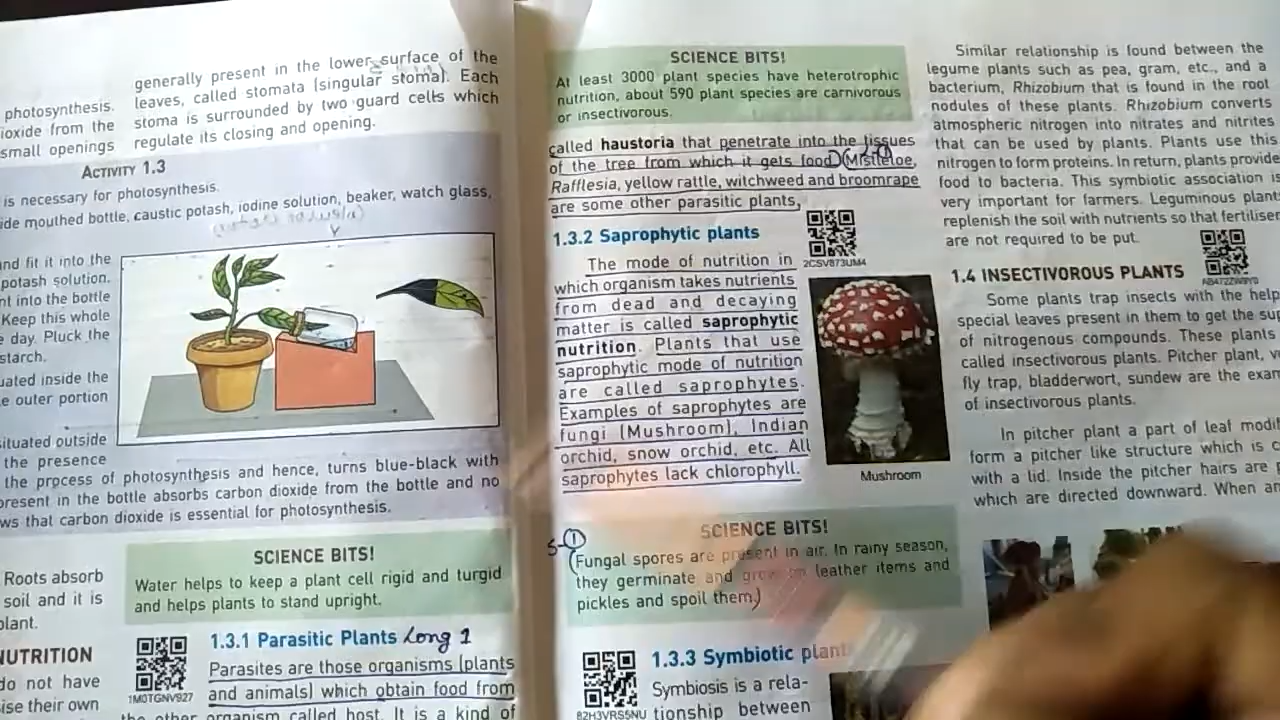 generally present in the lower surface of the
leaves, called stomata (singular stoma). Each
stoma is surrounded by two guard cells which
regulate its closing and opening.
photosynthesis.
ioxide from the
small openings
ACTIVITY 1.3
is necessary for photosynthesis.
ide mouthed bottle, caustic potash, iodine solution, beaker, watch glass,
and fit it into the
potash solution.
nt into the bottle
Keep this whole
e day. Pluck the
starch.
uated inside the
e outer portion
situated outside
the presence
the process of photosynthesis and hence, turns blue-black with
present in the bottle absorbs carbon dioxide from the bottle and no
ws that carbon dioxide is essential for photosynthesis.
SCIENCE BITS!
Water helps to keep a plant cell rigid and turgid
and helps plants to stand upright.
Roots absorb
soil and it is
plant.
NUTRITION
do not have
ise their own
1M0TGNV927
1.3.1 Parasitic Plants Long 1
Parasites are those organisms (plants
and animals) which obtain food from
the other organism called host. It is a kind of
SCIENCE BITS!
At least 3000 plant species have heterotrophic
nutrition, about 590 plant species are carnivorous
or insectivorous.
called haustoria that penetrate into the tissues
of the tree from which it gets food. Mistletoe,
Rafflesia, yellow rattle, witchweed and broomrape
are some other parasitic plants,
1.3.2 Saprophytic plants
2CSV873UM4
The mode of nutrition in
which organism takes nutrients
from dead and decaying
matter is called saprophytic
nutrition. Plants that use
saprophytic mode of nutrition
are called saprophytes.
Examples of saprophytes are
fungi (Mushroom), Indian
orchid, snow orchid, etc. All
saprophytes lack chlorophyll.
Mushroom
S-1
SCIENCE BITS!
(Fungal spores are present in air. In rainy season,
they germinate and grow on leather items and
pickles and spoil them.)
82H3VRS5NU
1.3.3 Symbiotic plant
Symbiosis is a rela-
tionship between
Similar relationship is found between the
legume plants such as pea, gram, etc., and a
bacterium, Rhizobium that is found in the root
nodules of these plants. Rhizobium converts
atmospheric nitrogen into nitrates and nitrites
that can be used by plants. Plants use this
nitrogen to form proteins. In return, plants provide
food to bacteria. This symbiotic association is
very important for farmers. Leguminous plant
replenish the soil with nutrients so that fertiliser
are not required to be put.
1.4 INSECTIVOROUS PLANTS
Some plants trap insects with the help
special leaves present in them to get the sup
of nitrogenous compounds. These plants
called insectivorous plants. Pitcher plant, v
fly trap, bladderwort, sundew are the exam
of insectivorous plants.
In pitcher plant a part of leaf modif
form a pitcher like structure which is c
with a lid. Inside the pitcher hairs are p
which are directed downward. When an